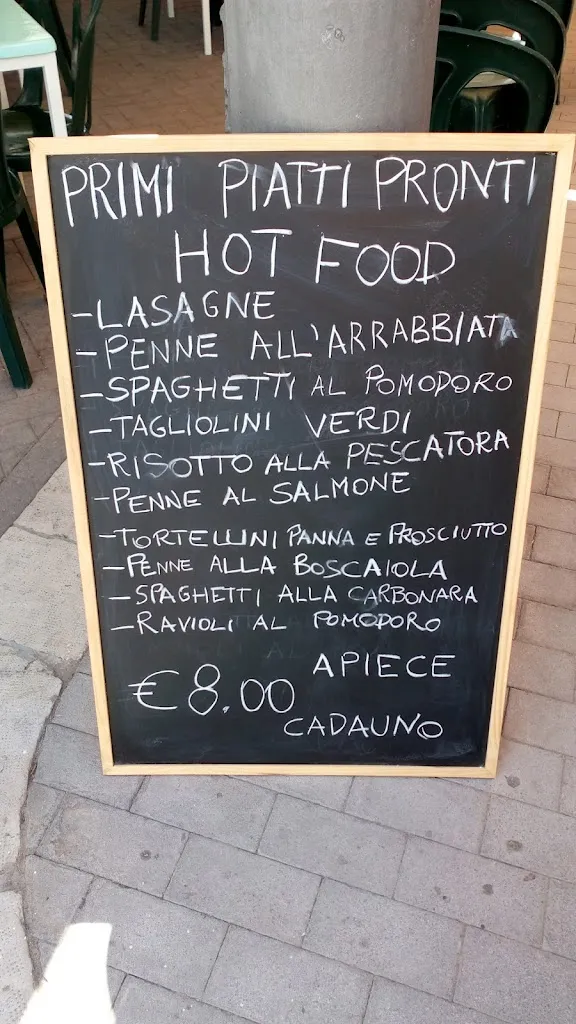 PRIMI PIATTI PRONTI
HOT FOOD
-LASAGNE
-PENNE ALL'ARRABBIATA
-SPAGHETTI AL POMODORO
-TAGLIOLINI VERDI
-RISOTTO ALLA PESCATORA
-PENNE AL SALMONE
-TORTELLINI PANNA E PROSCIUTTO
-PENNE ALLA BOSCAIOLA
-SPAGHETTI ALLA CARBONARA
-RAVIOLI AL POMODORO
APIECE
€8.00
CADAUNO